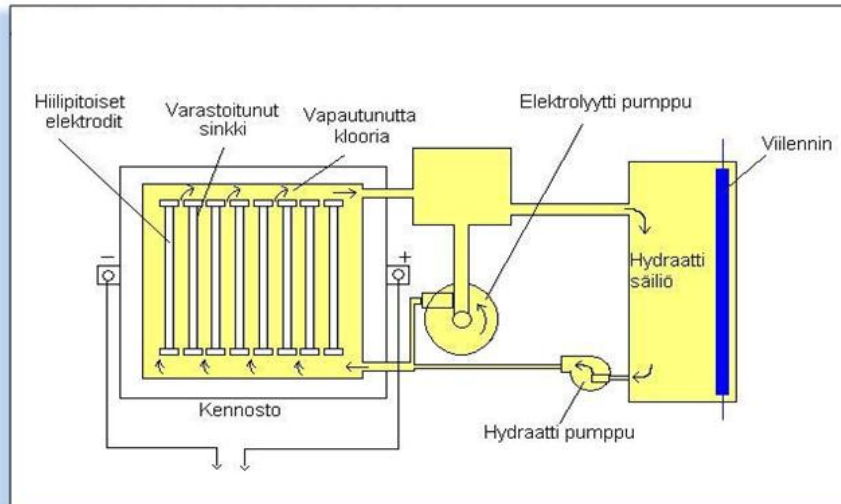 Hiilipitoiset
elektrodit
Varastoitunut
sinkki
Vapautunutta
klooria
Elektrolyytti pumppu
Viilennin
−
+
Hydraatti
säiliö
Kennosto
Hydraatti pumppu